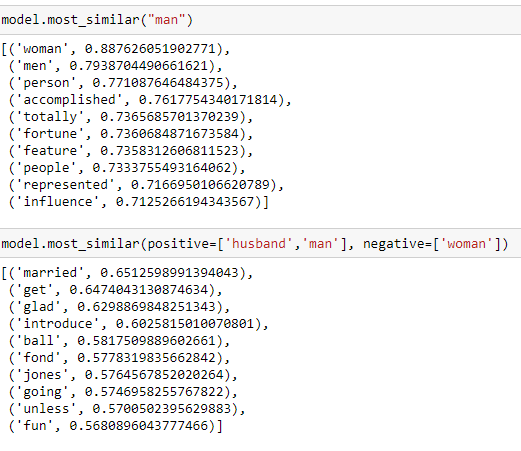 model.most_similar("man")
[('woman', 0.887626051902771),
('men', 0.7938704490661621),
('person', 0.771087646484375),
('accomplished', 0.7617754340171814),
('totally', 0.7365685701370239),
('fortune', 0.7360684871673584),
('feature', 0.7358312606811523),
('people', 0.7333755493164062),
('represented', 0.7166950106620789),
('influence', 0.7125266194343567)]
model.most_similar(positive=['husband','man'], negative=['woman'])
[('married', 0.6512598991394043),
('get', 0.6474043130874634),
('glad', 0.6298869848251343),
('introduce', 0.6025815010070801),
('ball', 0.5817509889602661),
('fond', 0.5778319835662842),
('jones', 0.5764567852020264),
('going', 0.5746958255767822),
('unless', 0.5700502395629883),
('fun', 0.5680896043777466)]